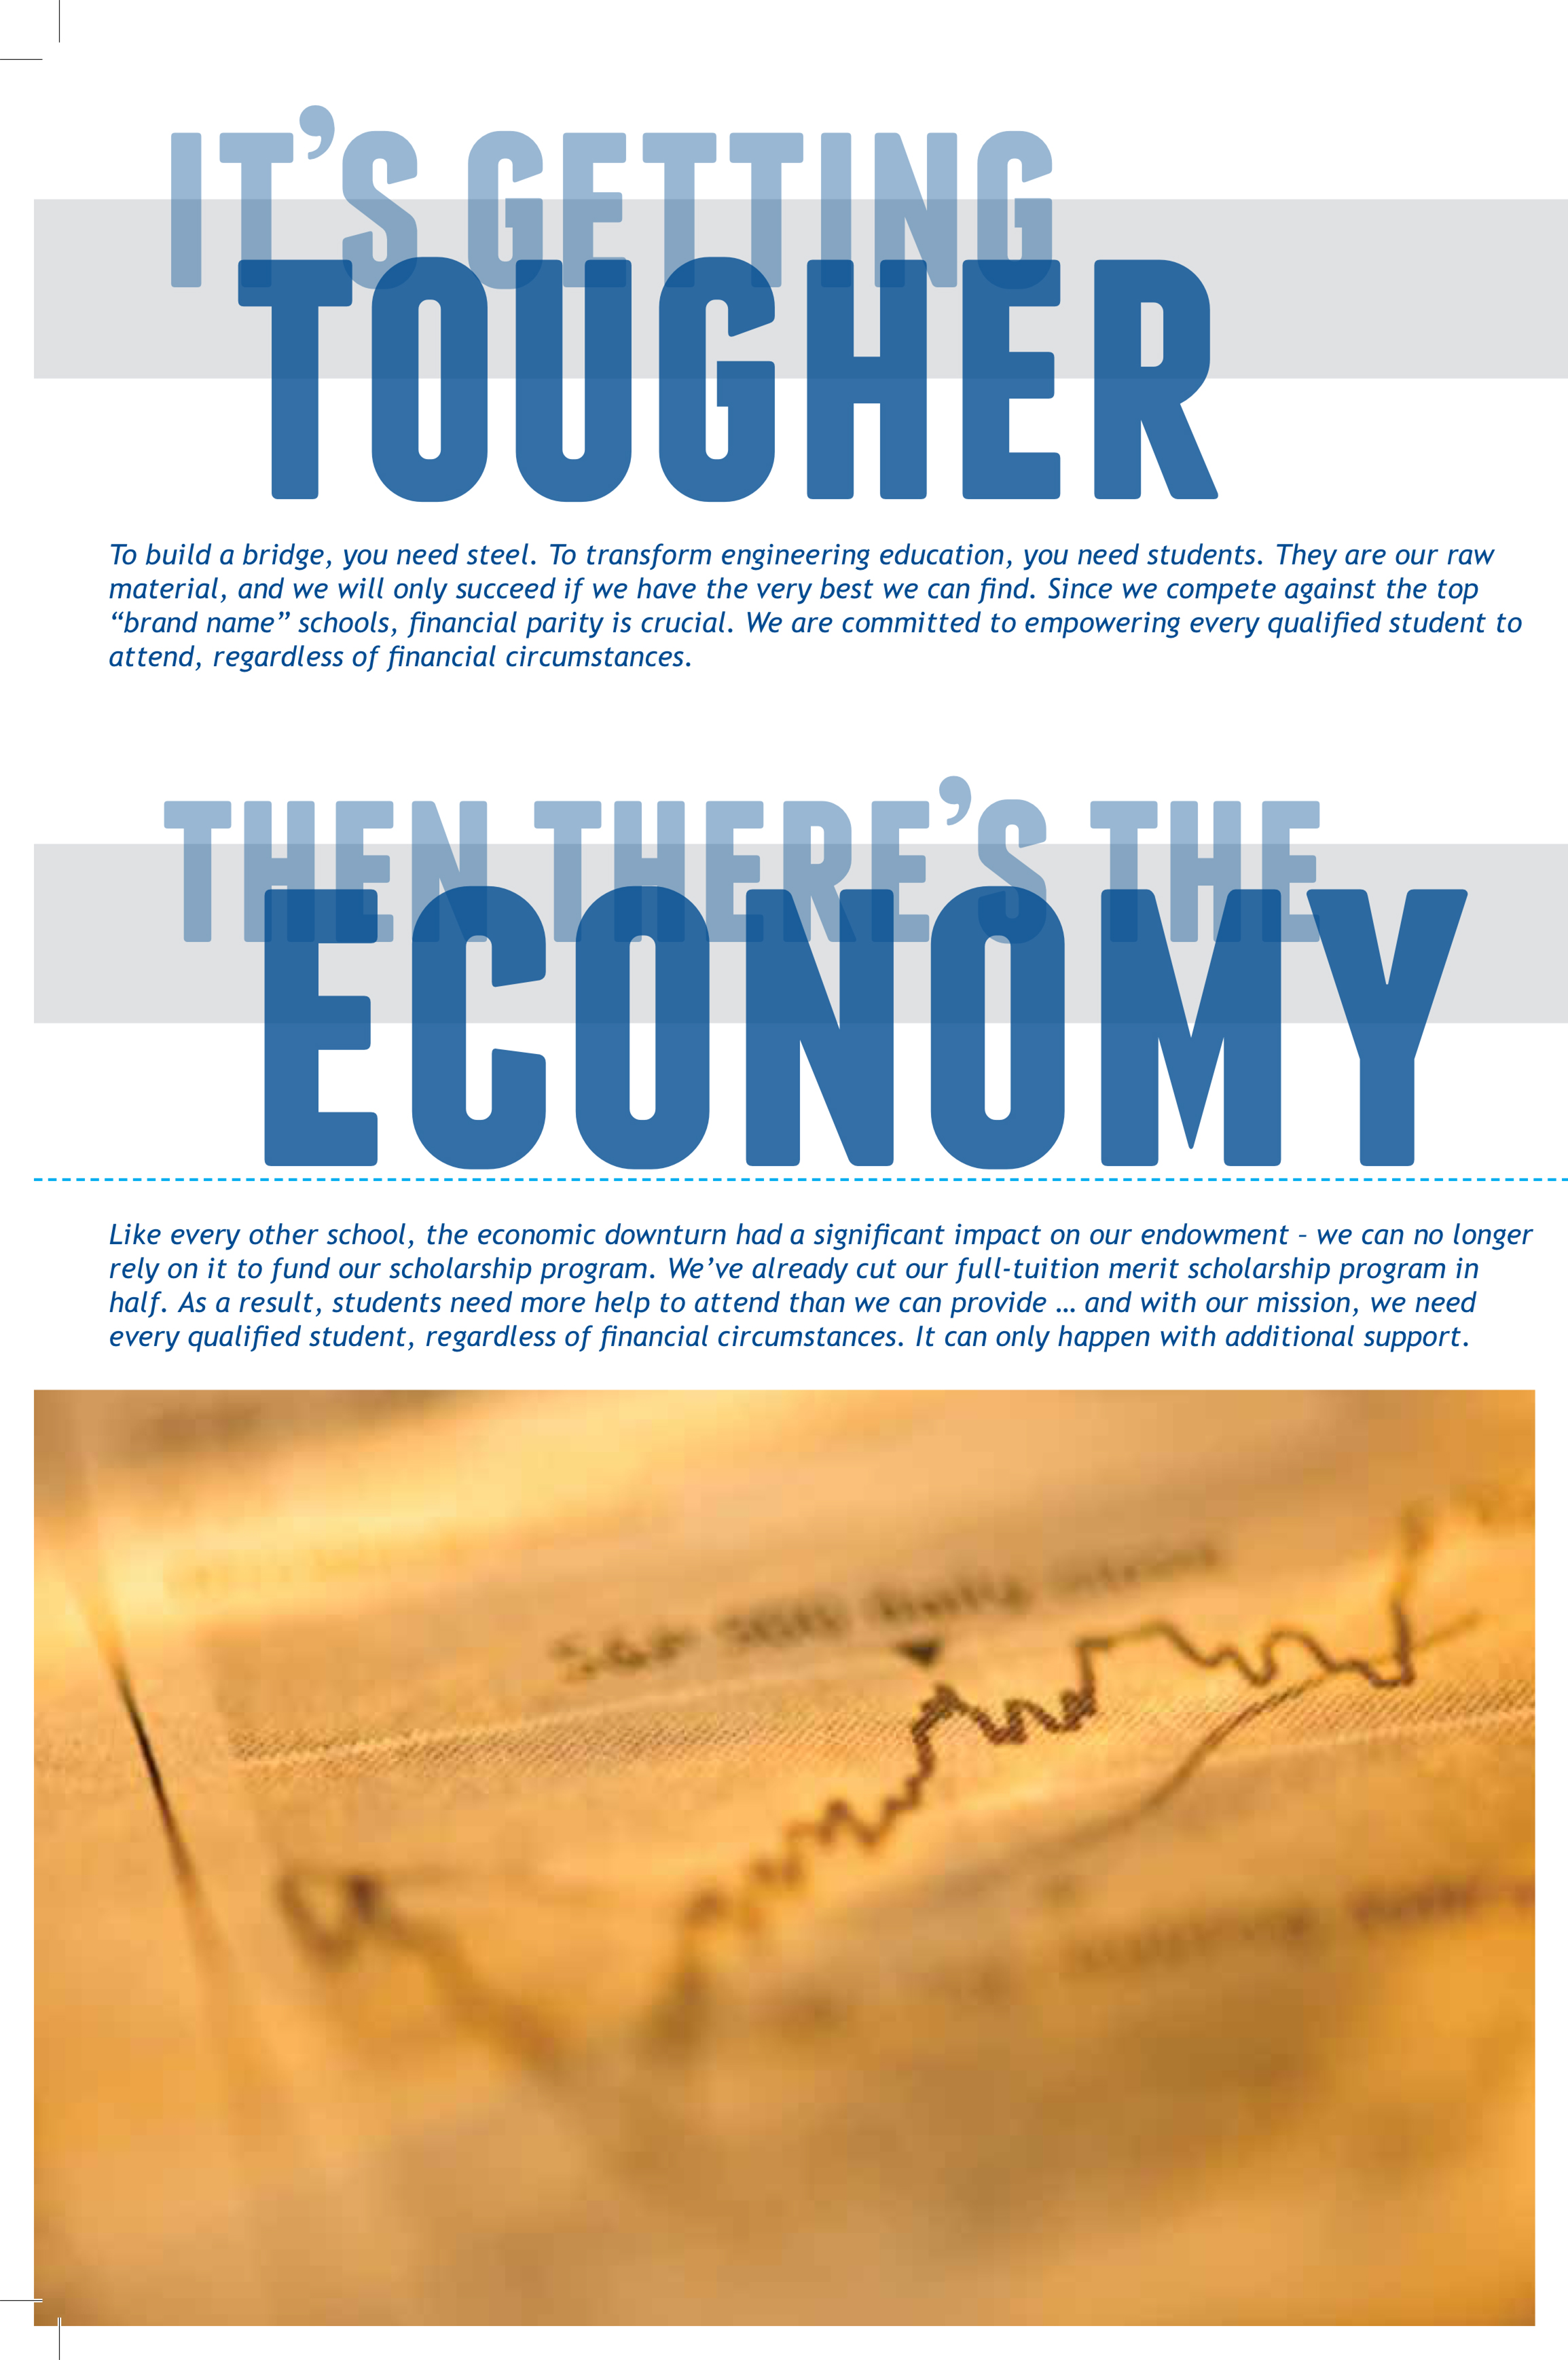 IT’S GETTING
TOUGHER
To build a bridge, you need steel. To transform engineering education, you need students. They are our raw
material, and we will only succeed if we have the very best we can find. Since we compete against the top
“brand name” schools, financial parity is crucial. We are committed to empowering every qualified student to
attend, regardless of financial circumstances.
THEN THERE’S THE
ECONOMY
Like every other school, the economic downturn had a significant impact on our endowment – we can no longer
rely on it to fund our scholarship program. We’ve already cut our full-tuition merit scholarship program in
half. As a result, students need more help to attend than we can provide … and with our mission, we need
every qualified student, regardless of financial circumstances. It can only happen with additional support.
S&P 500 daily